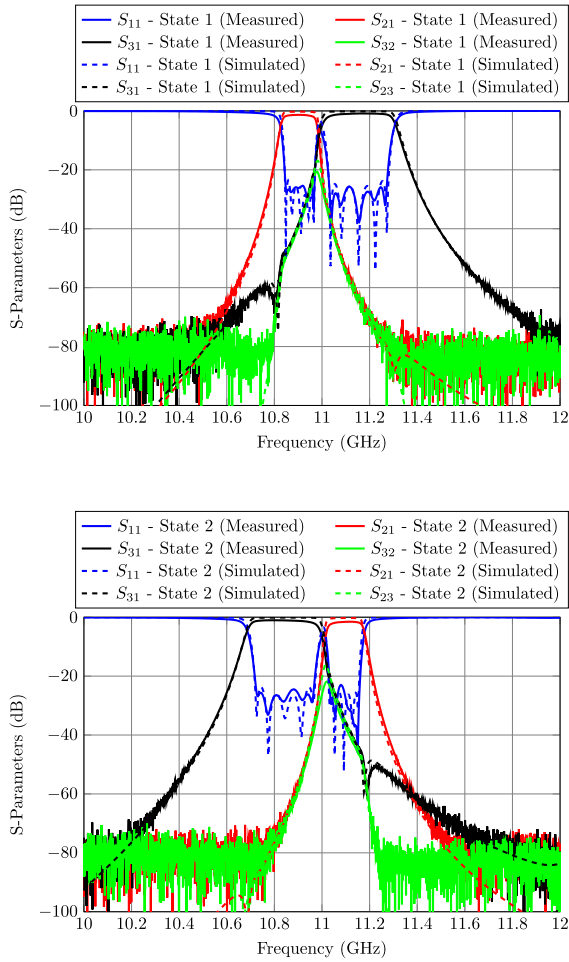 S11 - State 1 (Measured) S21 - State 1 (Measured)
S31 - State 1 (Measured) S32 - State 1 (Measured)
S11 - State 1 (Simulated) S21 - State 1 (Simulated)
S31 - State 1 (Simulated) S23 - State 1 (Simulated)
0
−20
−40
−60
−80
−100
S-Parameters (dB)
10 10.2 10.4 10.6 10.8 11 11.2 11.4 11.6 11.8 12
Frequency (GHz)
S11 - State 2 (Measured) S21 - State 2 (Measured)
S31 - State 2 (Measured) S32 - State 2 (Measured)
S11 - State 2 (Simulated) S21 - State 2 (Simulated)
S31 - State 2 (Simulated) S23 - State 2 (Simulated)
0
−20
−40
−60
−80
−100
S-Parameters (dB)
10 10.2 10.4 10.6 10.8 11 11.2 11.4 11.6 11.8 12
Frequency (GHz)